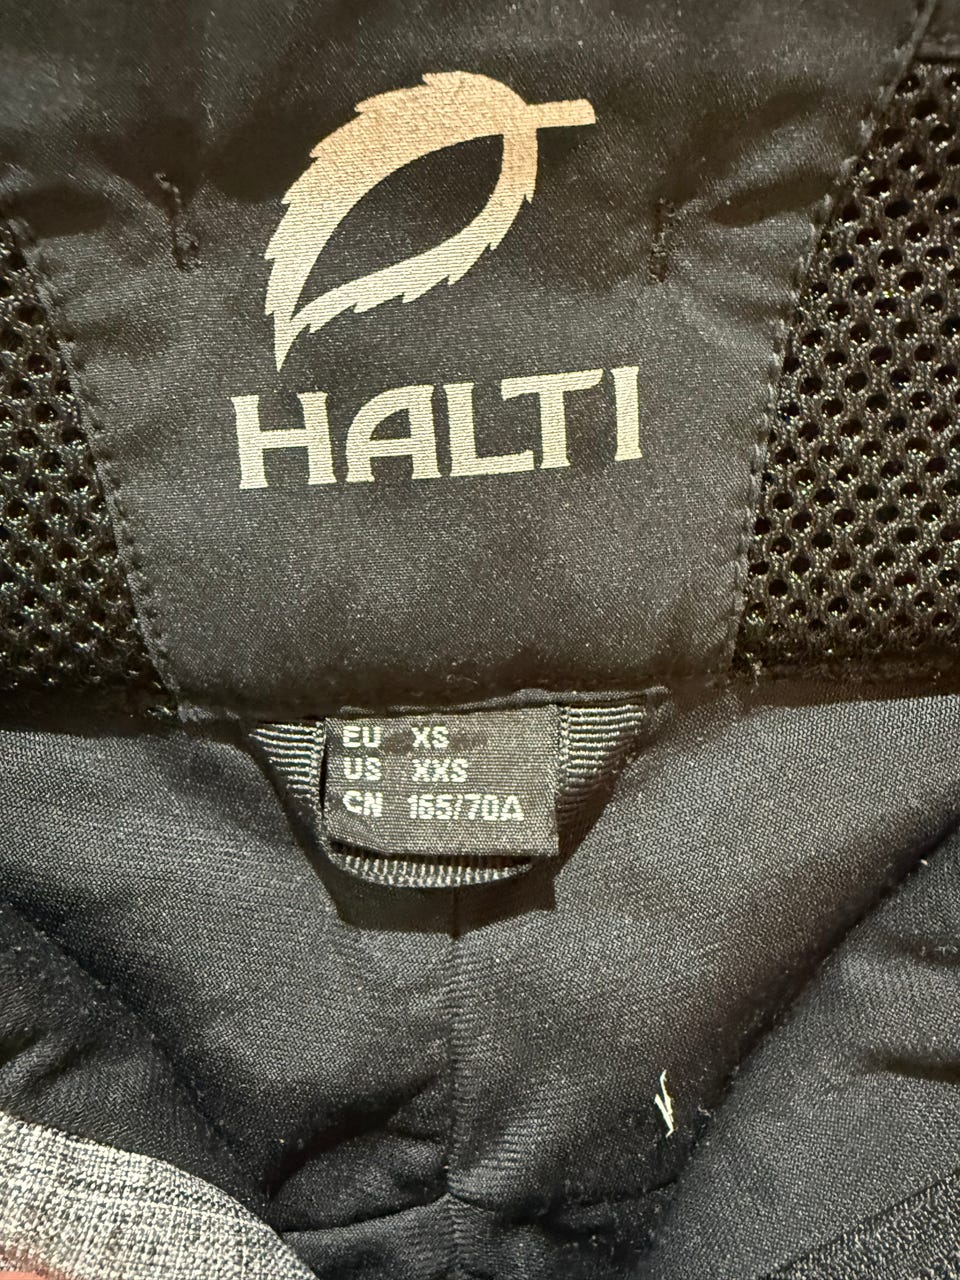 HALTI
EU XS
US XXS
CN 165/70A